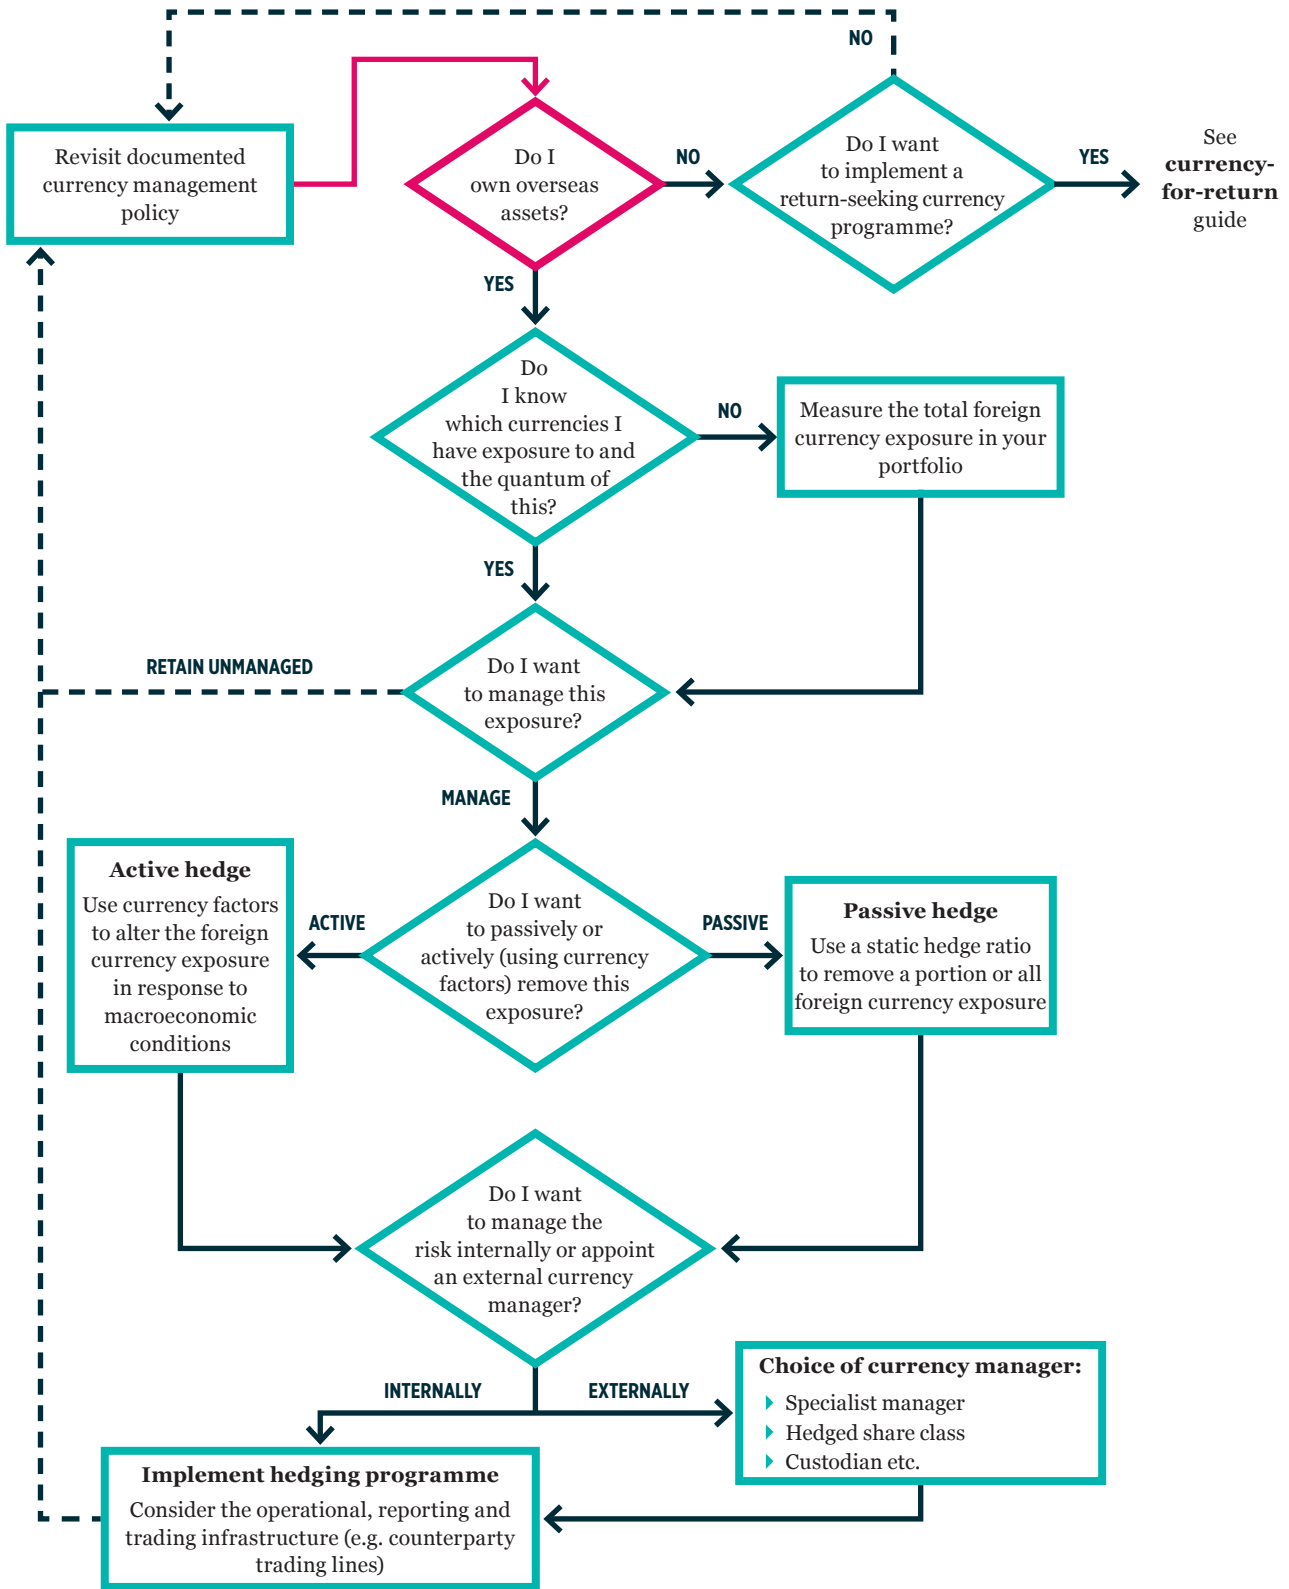 NO
Revisit documented
currency management
policy
Do I
own overseas
assets?
NO
Do I want
to implement a
return-seeking currency
programme?
YES
See
currency-
for-return
guide
YES
Do
I know
which currencies I
have exposure to and
the quantum of
this?
NO
Measure the total foreign
currency exposure in your
portfolio
YES
RETAIN UNMANAGED
Do I want
to manage this
exposure?
MANAGE
Active hedge
Use currency factors
to alter the foreign
currency exposure
in response to
macroeconomic
conditions
ACTIVE
Do I want
to passively or
actively (using currency
factors) remove this
exposure?
PASSIVE
Passive hedge
Use a static hedge ratio
to remove a portion or all
foreign currency exposure
Do I want
to manage the
risk internally or appoint
an external currency
manager?
INTERNALLY
EXTERNALLY
Choice of currency manager:
Specialist manager
Hedged share class
Custodian etc.
Implement hedging programme
Consider the operational, reporting and
trading infrastructure (e.g. counterparty
trading lines)